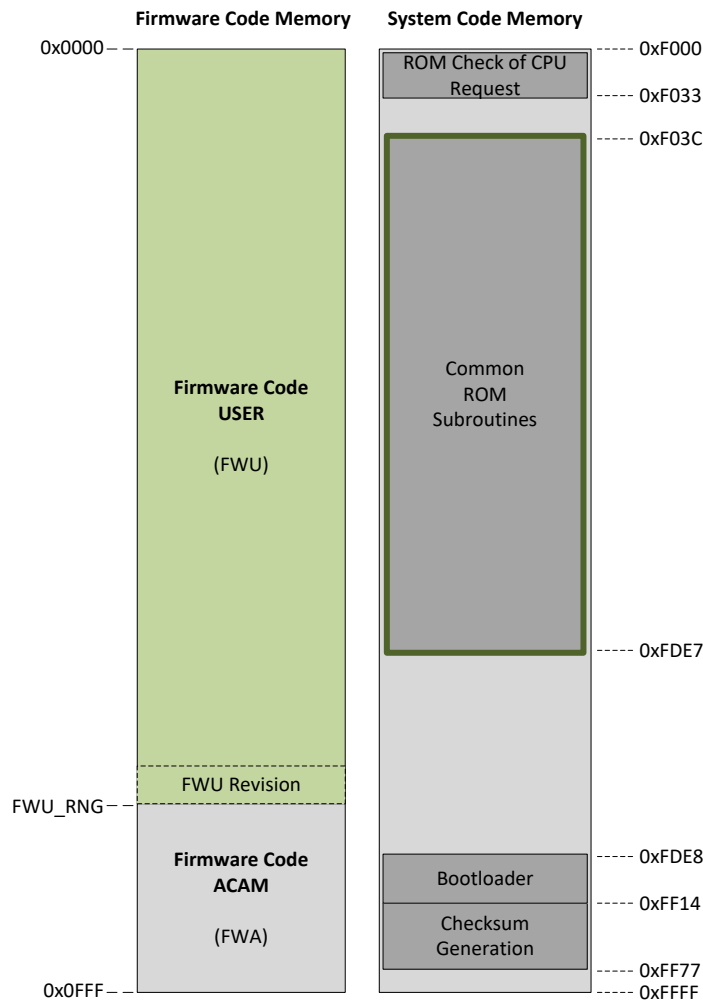 Firmware Code Memory
System Code Memory
0x0000
0xF000
ROM Check of CPU
Request
0xF033
0xF03C
Firmware Code
USER
(FWU)
Common
ROM
Subroutines
0xFDE7
FWU Revision
FWU_RNG
Firmware Code
ACAM
(FWA)
0xFDE8
Bootloader
0xFF14
Checksum
Generation
0xFF77
0x0FFF
0xFFFF